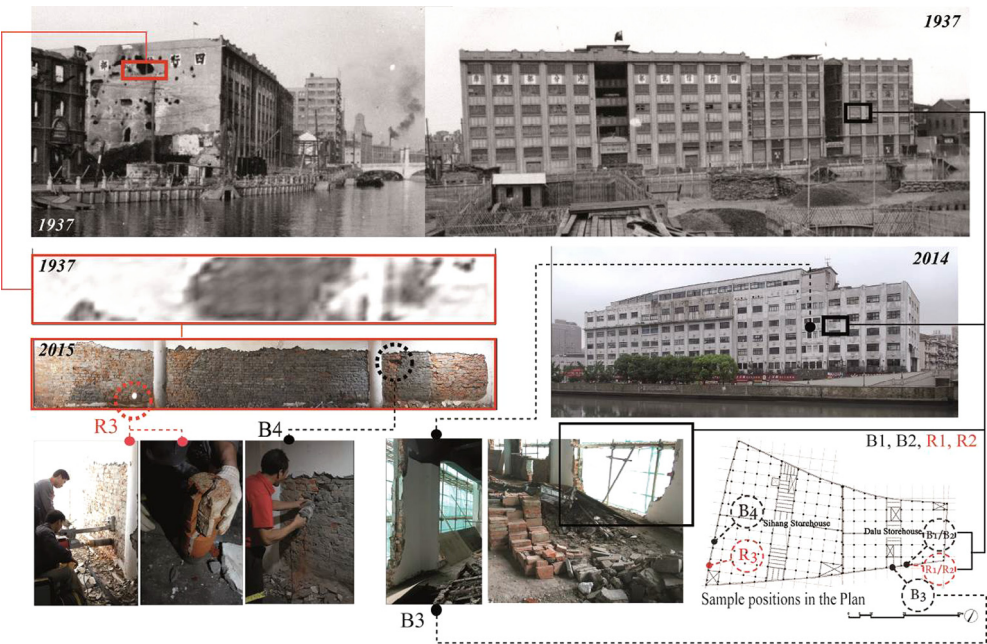 1937
1937
1937
2014
2015
R3
B4
B1, B2, R1, R2
B4
Sihang Storehouse
Dalu Storehouse
B1/B2
R3
R1/R2
B3
B3
Sample positions in the Plan